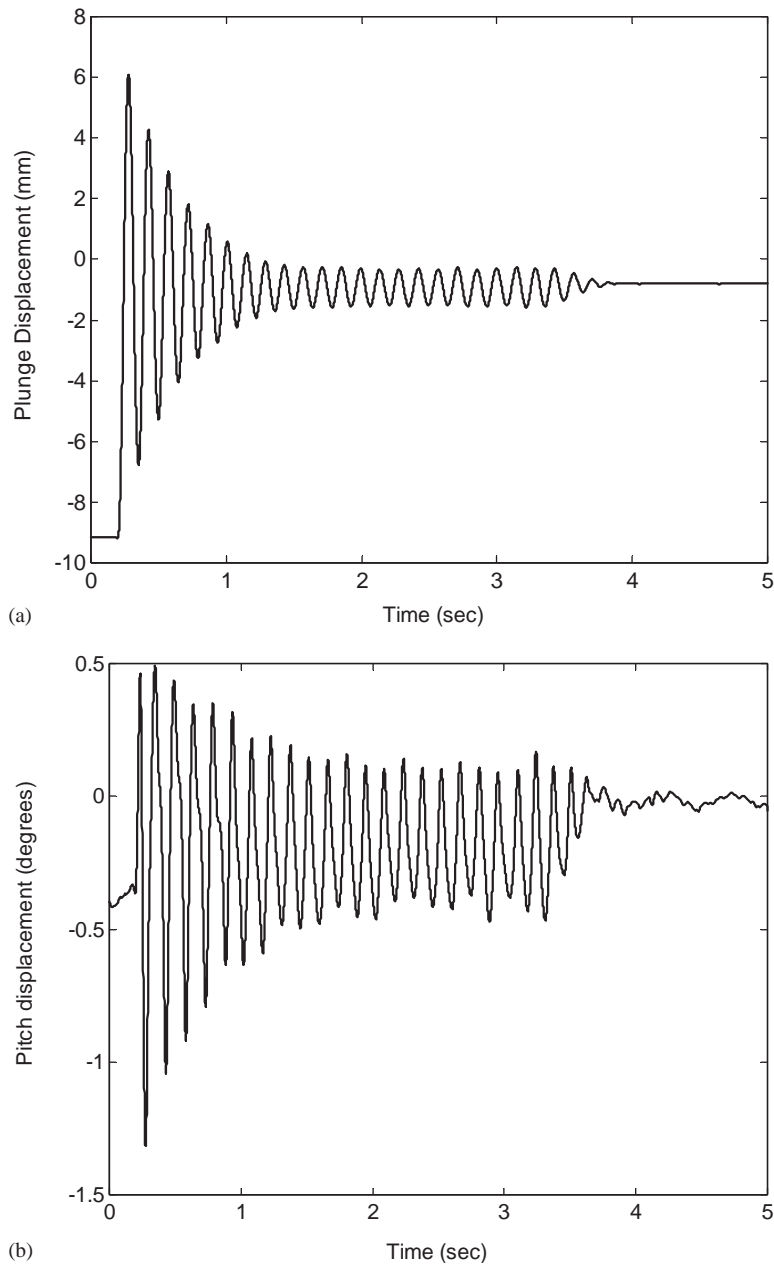 8
6
4
2
0
-2
-4
-6
-8
-10
Plunge Displacement (mm)
0 1 2 3 4 5
(a) Time (sec)
0.5
0
-0.5
-1
-1.5
Pitch displacement (degrees)
0 1 2 3 4 5
(b) Time (sec)